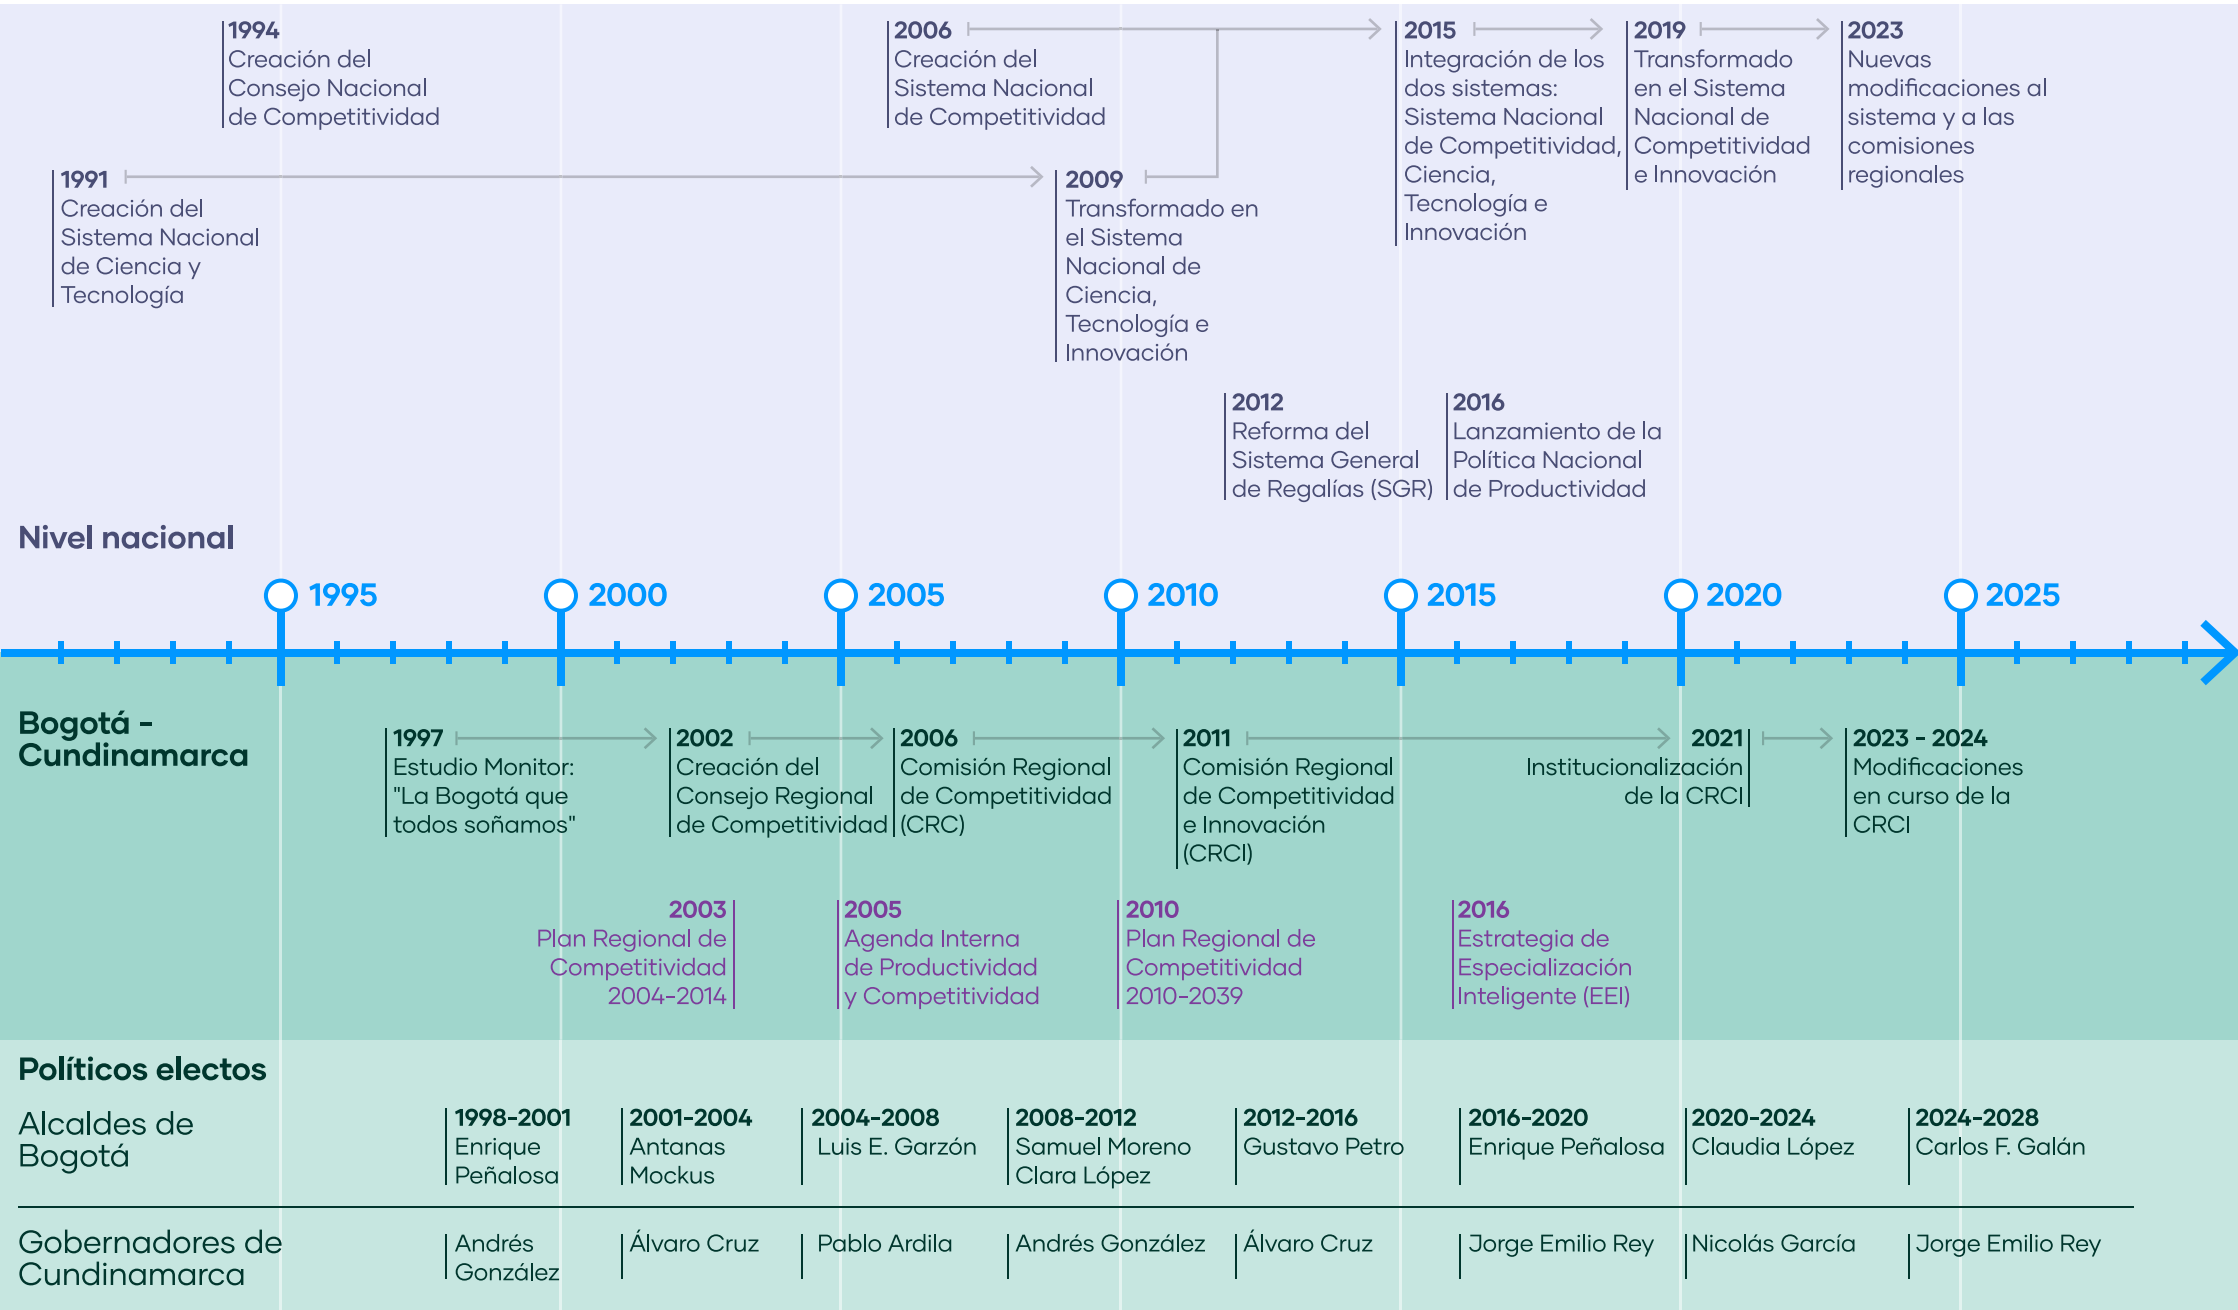 1994
Creación del
Consejo Nacional
de Competitividad
2006
Creación del
Sistema Nacional
de Competitividad
2015
Integración de los
dos sistemas:
Sistema Nacional
de Competitividad,
Ciencia,
Tecnología e
Innovación
2019
Transformado
en el Sistema
Nacional de
Competitividad
e Innovación
2023
Nuevas
modificaciones al
sistema y a las
comisiones
regionales
1991
Creación del
Sistema Nacional
de Ciencia y
Tecnología
2009
Transformado en
el Sistema
Nacional de
Ciencia,
Tecnología e
Innovación
2012
Reforma del
Sistema General
de Regalías (SGR)
2016
Lanzamiento de la
Política Nacional
de Productividad
Nivel nacional
1995
2000
2005
2010
2015
2020
2025
Bogotá -
Cundinamarca
1997
Estudio Monitor:
"La Bogotá que
todos soñamos"
2002
Creación del
Consejo Regional
de Competitividad
2006
Comisión Regional
de Competitividad
(CRC)
2011
Comisión Regional
de Competitividad
e Innovación
(CRCI)
2021
Institucionalización
de la CRCI
2023 - 2024
Modificaciones
en curso de la
CRCI
2003
Plan Regional de
Competitividad
2004-2014
2005
Agenda Interna
de Productividad
y Competitividad
2010
Plan Regional de
Competitividad
2010-2039
2016
Estrategia de
Especialización
Inteligente (EEI)
Políticos electos
Alcaldes de
Bogotá
1998-2001
Enrique
Peñalosa
2001-2004
Antanas
Mockus
2004-2008
Luis E. Garzón
2008-2012
Samuel Moreno
Clara López
2012-2016
Gustavo Petro
2016-2020
Enrique Peñalosa
2020-2024
Claudia López
2024-2028
Carlos F. Galán
Gobernadores de
Cundinamarca
Andrés
González
Álvaro Cruz
Pablo Ardila
Andrés González
Álvaro Cruz
Jorge Emilio Rey
Nicolás García
Jorge Emilio Rey